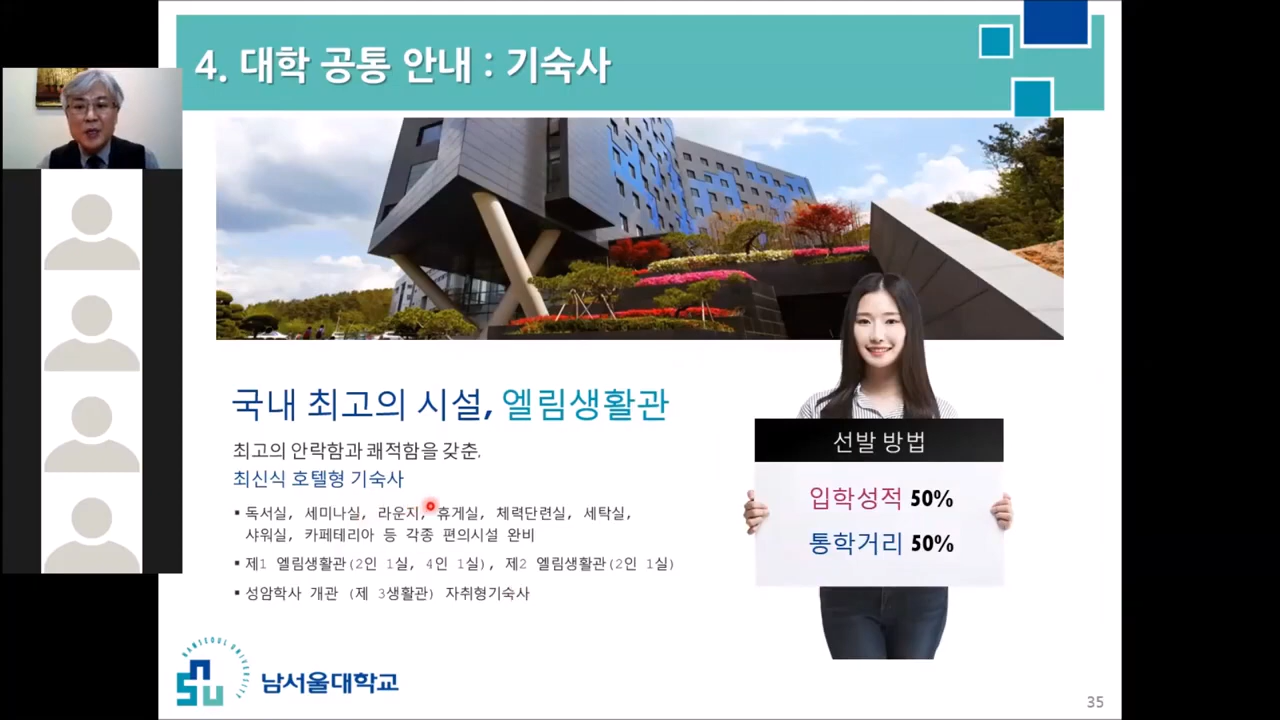 4. 대학 공통 안내 : 기숙사
국내 최고의 시설, 엘림생활관
최고의 안락함과 쾌적함을 갖춘.
최신식 호텔형 기숙사
▪ 독서실, 세미나실, 라운지, 휴게실, 체력단련실, 세탁실,
샤워실, 카페테리아 등 각종 편의시설 완비
▪ 제1 엘림생활관(2인 1실, 4인 1실), 제2 엘림생활관(2인 1실)
▪ 성암학사 개관 (제 3생활관) 자취형기숙사
선발 방법
입학성적 50%
통학거리 50%
NAMSEOUL UNIVERSITY
nsu
남서울대학교
35